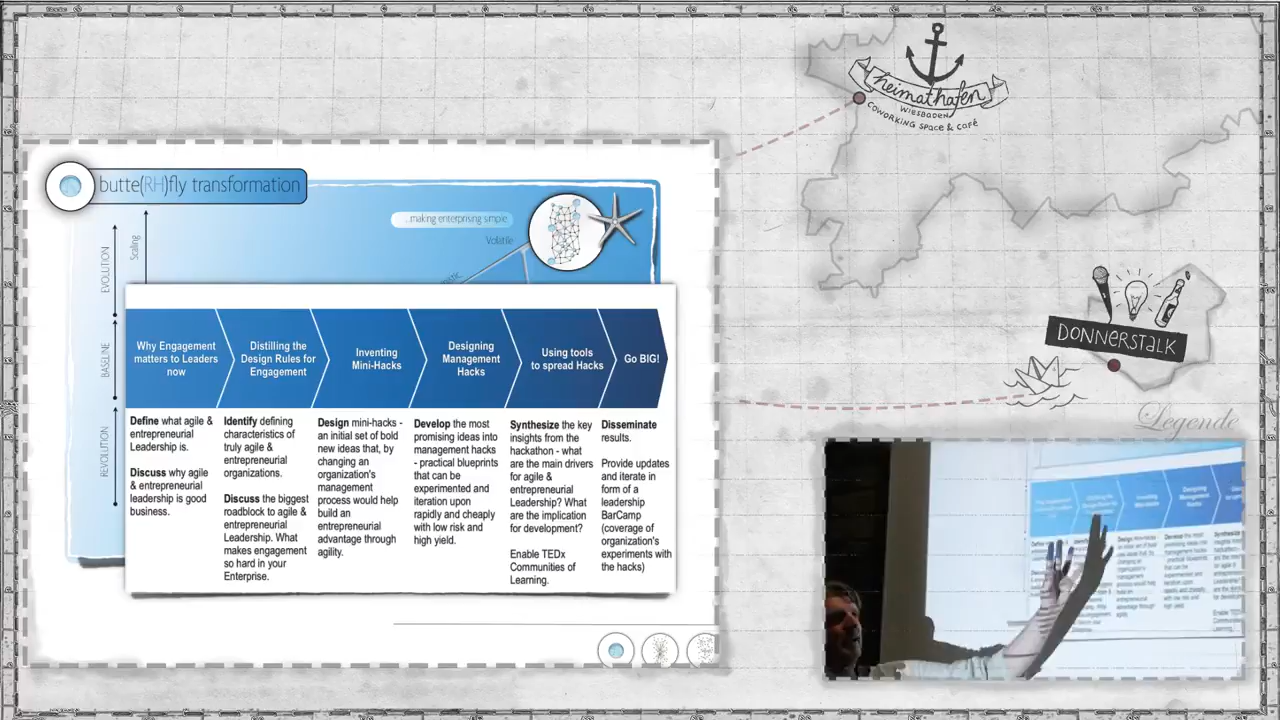 heimathafen
WIESBADEN
COWORKING SPACE & CAFÉ
butte(RH)fly transformation
...making enterprising simple
Volatile
Scaling
EVOLUTION
BASELINE
REVOLUTION
Why Engagement
matters to Leaders
now
Distilling the
Design Rules for
Engagement
Inventing
Mini-Hacks
Designing
Management
Hacks
Using tools
to spread Hacks
Go BIG!
Define what agile &
entrepreneurial
Leadership is.
Discuss why agile
& entrepreneurial
leadership is good
business.
Identify defining
characteristics of
truly agile &
entrepreneurial
organizations.
Discuss the biggest
roadblock to agile &
entrepreneurial
Leadership. What
makes engagement
so hard in your
Enterprise.
Design mini-hacks -
an initial set of bold
new ideas that, by
changing an
organization's
management
process would help
build an
entrepreneurial
advantage through
agility.
Develop the most
promising ideas into
management hacks
- practical blueprints
that can be
experimented and
iteration upon
rapidly and cheaply
with low risk and
high yield.
Synthesize the key
insights from the
hackathon - what
are the main drivers
for agile &
entrepreneurial
Leadership? What
are the implication
for development?
Enable TEDx
Communities of
Learning.
Disseminate
results.
Provide updates
and iterate in
form of a
leadership
BarCamp
(coverage of
organization's
experiments with
the hacks)
DONNERSTALK
Legende
Inventing
Mini-Hacks
Designing
Management
Hacks